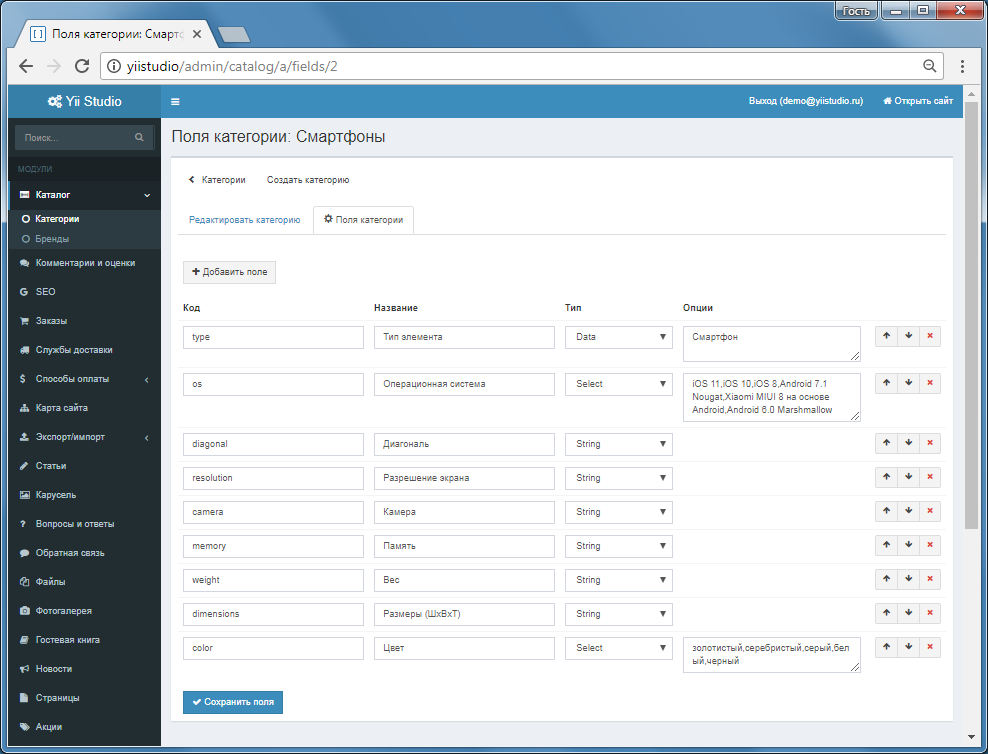 Гость
Поля категории: Смартс
yiistudio/admin/catalog/a/fields/2
Yii Studio
Выход (demo@yiistudio.ru)
Открыть сайт
Поиск...
МОДУЛИ
Каталог
Категории
Бренды
Комментарии и оценки
SEO
Заказы
Службы доставки
Способы оплаты
Карта сайта
Экспорт/импорт
Статьи
Карусель
Вопросы и ответы
Обратная связь
Файлы
Фотогалерея
Гостевая книга
Новости
Страницы
Акции
Поля категории: Смартфоны
Категории Создать категорию
Редактировать категорию Поля категории
Добавить поле
Код Название Тип Опции
type Тип элемента Data Смартфон
os Операционная система Select iOS 11,iOS 10,iOS 8,Android 7.1
Nougat,Xiaomi MIUI 8 на основе
Android,Android 6.0 Marshmallow
diagonal Диагональ String
resolution Разрешение экрана String
camera Камера String
memory Память String
weight Вес String
dimensions Размеры (ШхВхТ) String
color Цвет Select золотистый,серебристый,серый,бел
ый,черный
Сохранить поля